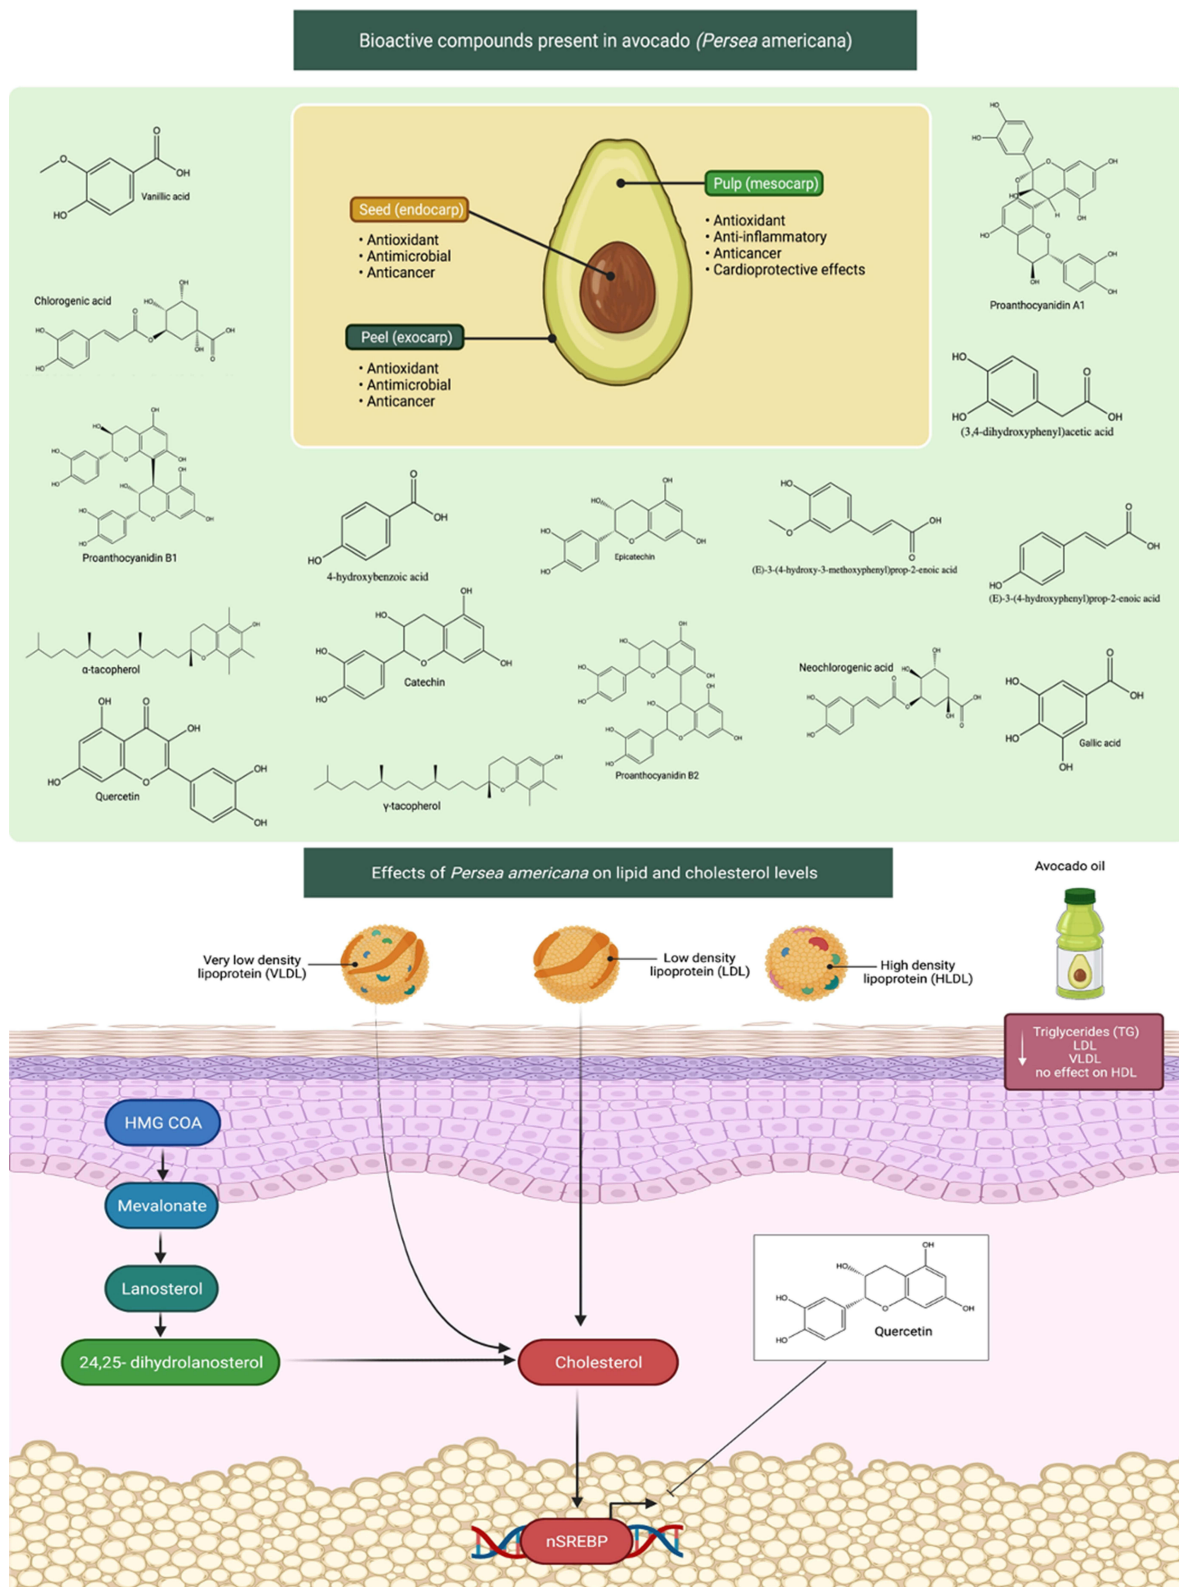 Bioactive compounds present in avocado (Persea americana)
Vanillic acid
Chlorogenic acid
Proanthocyanidin B1
α-tacopherol
Quercetin
Seed (endocarp)
• Antioxidant
• Antimicrobial
• Anticancer
Peel (exocarp)
• Antioxidant
• Antimicrobial
• Anticancer
Pulp (mesocarp)
• Antioxidant
• Anti-inflammatory
• Anticancer
• Cardioprotective effects
Proanthocyanidin A1
(3,4-dihydroxyphenyl)acetic acid
4-hydroxybenzoic acid
Epicatechin
(E)-3-(4-hydroxy-3-methoxyphenyl)prop-2-enoic acid
(E)-3-(4-hydroxyphenyl)prop-2-enoic acid
Catechin
Proanthocyanidin B2
Neochlorogenic acid
Gallic acid
γ-tacopherol
Effects of Persea americana on lipid and cholesterol levels
Avocado oil
Very low density
lipoprotein (VLDL)
Low density
lipoprotein (LDL)
High density
lipoprotein (HLDL)
Triglycerides (TG)
LDL
VLDL
no effect on HDL
HMG COA
Mevalonate
Lanosterol
24,25- dihydrolanosterol
Cholesterol
Quercetin
nSREBP